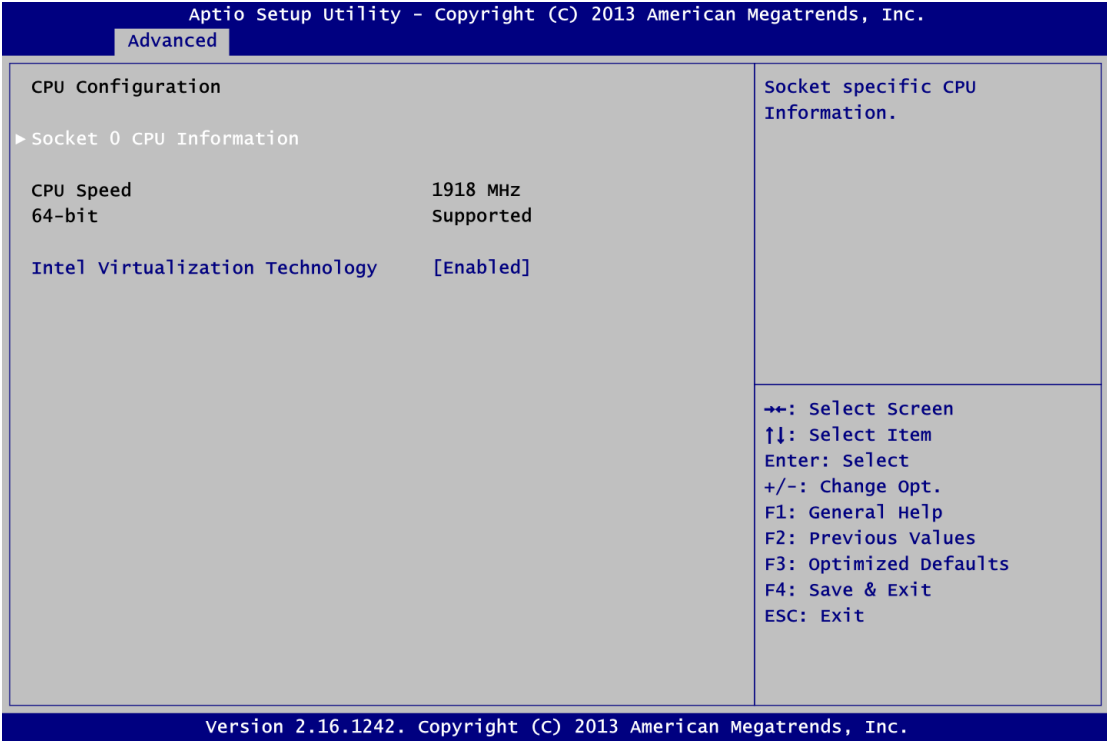 Aptio Setup Utility - Copyright (C) 2013 American Megatrends, Inc.
Advanced
CPU Configuration
►Socket 0 CPU Information
CPU Speed 1918 MHz
64-bit Supported
Intel Virtualization Technology [Enabled]
Socket specific CPU
Information.
→←: Select Screen
↑↓: Select Item
Enter: Select
+/-: Change Opt.
F1: General Help
F2: Previous Values
F3: Optimized Defaults
F4: Save & Exit
ESC: Exit
Version 2.16.1242. Copyright (C) 2013 American Megatrends, Inc.